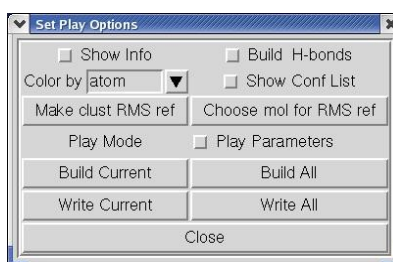 Set Play Options
Show Info Build H-bonds
Color by atom Show Conf List
Make clust RMS ref Choose mol for RMS ref
Play Mode Play Parameters
Build Current Build All
Write Current Write All
Close